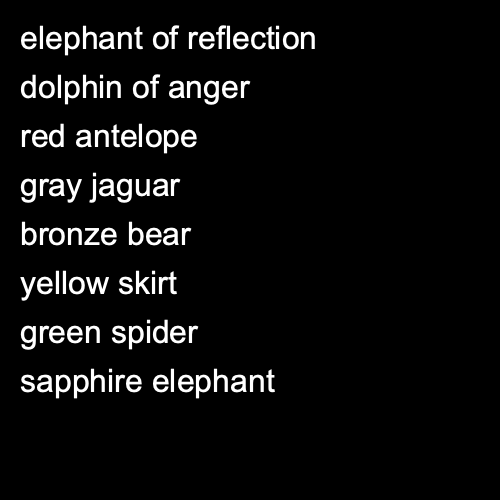 elephant of reflection
dolphin of anger
red antelope
gray jaguar
bronze bear
yellow skirt
green spider
sapphire elephant